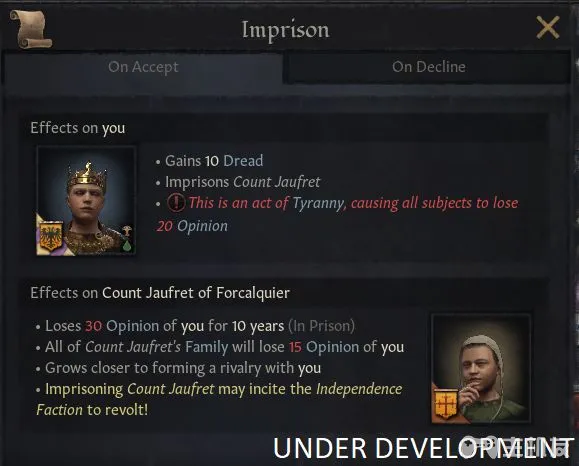 Imprison
On Accept
On Decline
Effects on you
• Gains 10 Dread
• Imprisons Count Jaufret
• This is an act of Tyranny, causing all subjects to lose
20 Opinion
Effects on Count Jaufret of Forcalquier
• Loses 30 Opinion of you for 10 years (In Prison)
• All of Count Jaufret's Family will lose 15 Opinion of you
• Grows closer to forming a rivalry with you
• Imprisoning Count Jaufret may incite the Independence
Faction to revolt!
UNDER DEVELOPMENT